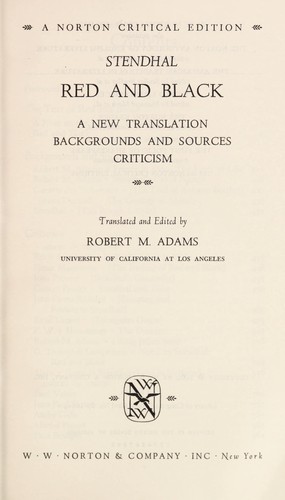 A NORTON CRITICAL EDITION
STENDHAL
RED AND BLACK
A NEW TRANSLATION
BACKGROUNDS AND SOURCES
CRITICISM
Translated and Edited by
ROBERT M. ADAMS
UNIVERSITY OF CALIFORNIA AT LOS ANGELES
W · W · NORTON & COMPANY · INC · New York